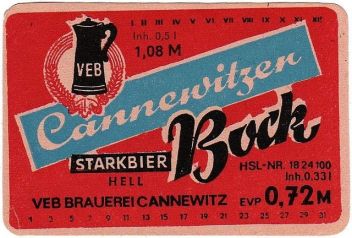 I II III IV V VI VII VIII IX X XI XII
Inh. 0,5 l
1,08 M
VEB
Cannewitzer
Bock
STARKBIER
HELL
HSL-NR. 18 24 100
Inh. 0.33 l
VEB BRAUEREI CANNEWITZ EVP 0,72 M
1 3 5 7 9 11 13 15 17 19 21 23 25 27 29 31